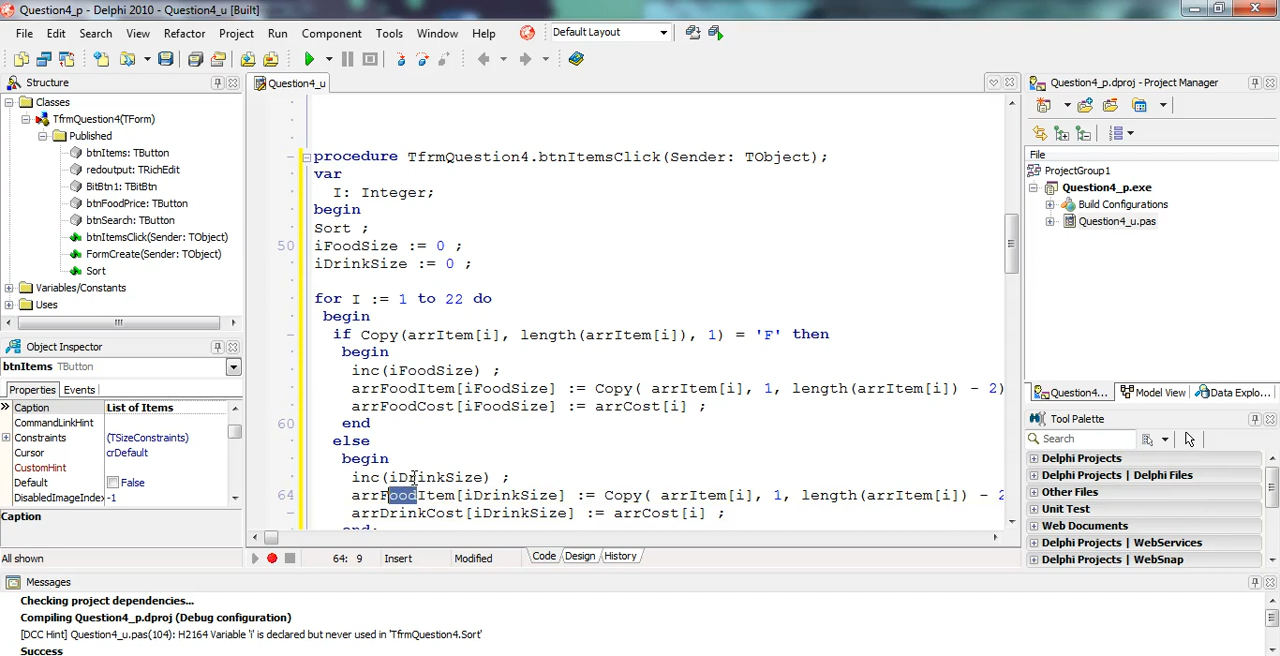 Question4_p - Delphi 2010 - Question4_u [Built]
File Edit Search View Refactor Project Run Component Tools Window Help Default Layout
Structure
Classes
TfrmQuestion4(TForm)
Published
btnItems: TButton
redoutput: TRichEdit
BitBtn1: TBitBtn
btnFoodPrice: TButton
btnSearch: TButton
btnItemsClick(Sender: TObject)
FormCreate(Sender: TObject)
Sort
Variables/Constants
Uses
Object Inspector
btnItems TButton
Properties Events
Caption List of Items
CommandLinkHint
Constraints (TSizeConstraints)
Cursor crDefault
CustomHint
Default False
DisabledImageIndex -1
Caption
All shown
Question4_u
procedure TfrmQuestion4.btnItemsClick(Sender: TObject);
var
I: Integer;
begin
Sort ;
50 iFoodSize := 0 ;
iDrinkSize := 0 ;
for I := 1 to 22 do
begin
if Copy(arrItem[i], length(arrItem[i]), 1) = 'F' then
begin
inc(iFoodSize) ;
arrFoodItem[iFoodSize] := Copy( arrItem[i], 1, length(arrItem[i]) - 2)
arrFoodCost[iFoodSize] := arrCost[i] ;
60 end
else
begin
inc(iDrinkSize) ;
64 arrFoodItem[iDrinkSize] := Copy( arrItem[i], 1, length(arrItem[i]) - 2
arrDrinkCost[iDrinkSize] := arrCost[i] ;
end;
64: 9 Insert Modified Code Design History
Question4_p.dproj - Project Manager
File
ProjectGroup1
Question4_p.exe
Build Configurations
Question4_u.pas
Question4... Model View Data Explo...
Tool Palette
Search
Delphi Projects
Delphi Projects | Delphi Files
Other Files
Unit Test
Web Documents
Delphi Projects | WebServices
Delphi Projects | WebSnap
Messages
Checking project dependencies...
Compiling Question4_p.dproj (Debug configuration)
[DCC Hint] Question4_u.pas(104): H2164 Variable 'i' is declared but never used in 'TfrmQuestion4.Sort'
Success